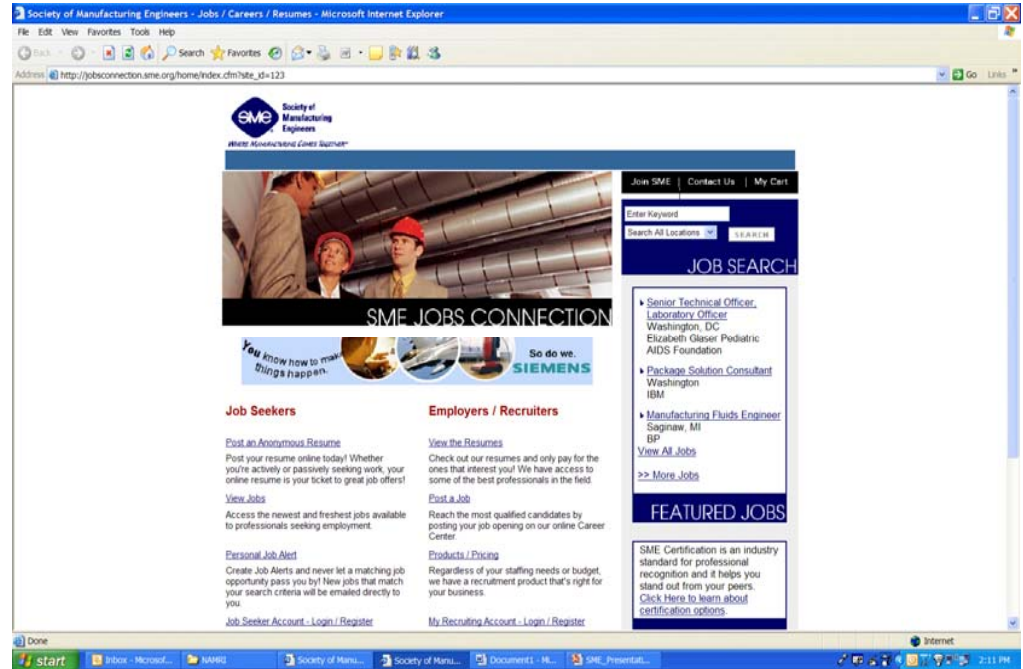 Society of Manufacturing Engineers - Jobs / Careers / Resumes - Microsoft Internet Explorer
File Edit View Favorites Tools Help
Back Search Favorites
Address http://jobsconnection.sme.org/home/index.cfm?site_id=123 Go Links
SME Society of
Manufacturing
Engineers
Where Manufacturing Comes Together
Join SME | Contact Us | My Cart
Enter Keyword
Search All Locations SEARCH
JOB SEARCH
SME JOBS CONNECTION
You know how to make
things happen.
So do we.
SIEMENS
Job Seekers
Post an Anonymous Resume
Post your resume online today! Whether
you're actively or passively seeking work, your
online resume is your ticket to great job offers!
View Jobs
Access the newest and freshest jobs available
to professionals seeking employment.
Personal Job Alert
Create Job Alerts and never let a matching job
opportunity pass you by! New jobs that match
your search criteria will be emailed directly to
you.
Job Seeker Account - Login / Register
Employers / Recruiters
View the Resumes
Check out our resumes and only pay for the
ones that interest you! We have access to
some of the best professionals in the field.
Post a Job
Reach the most qualified candidates by
posting your job opening on our online Career
Center.
Products / Pricing
Regardless of your staffing needs or budget,
we have a recruitment product that's right for
your business.
My Recruiting Account - Login / Register
Senior Technical Officer,
Laboratory Officer
Washington, DC
Elizabeth Glaser Pediatric
AIDS Foundation
Package Solution Consultant
Washington
IBM
Manufacturing Fluids Engineer
Saginaw, MI
BP
View All Jobs
>> More Jobs
FEATURED JOBS
SME Certification is an industry
standard for professional
recognition and it helps you
stand out from your peers.
Click Here to learn about
certification options.
Done Internet
start Inbox - Microsof... NAMRI Society of Manu... Society of Manu... Document1 - Mi... SME_Presentati... 2:11 PM